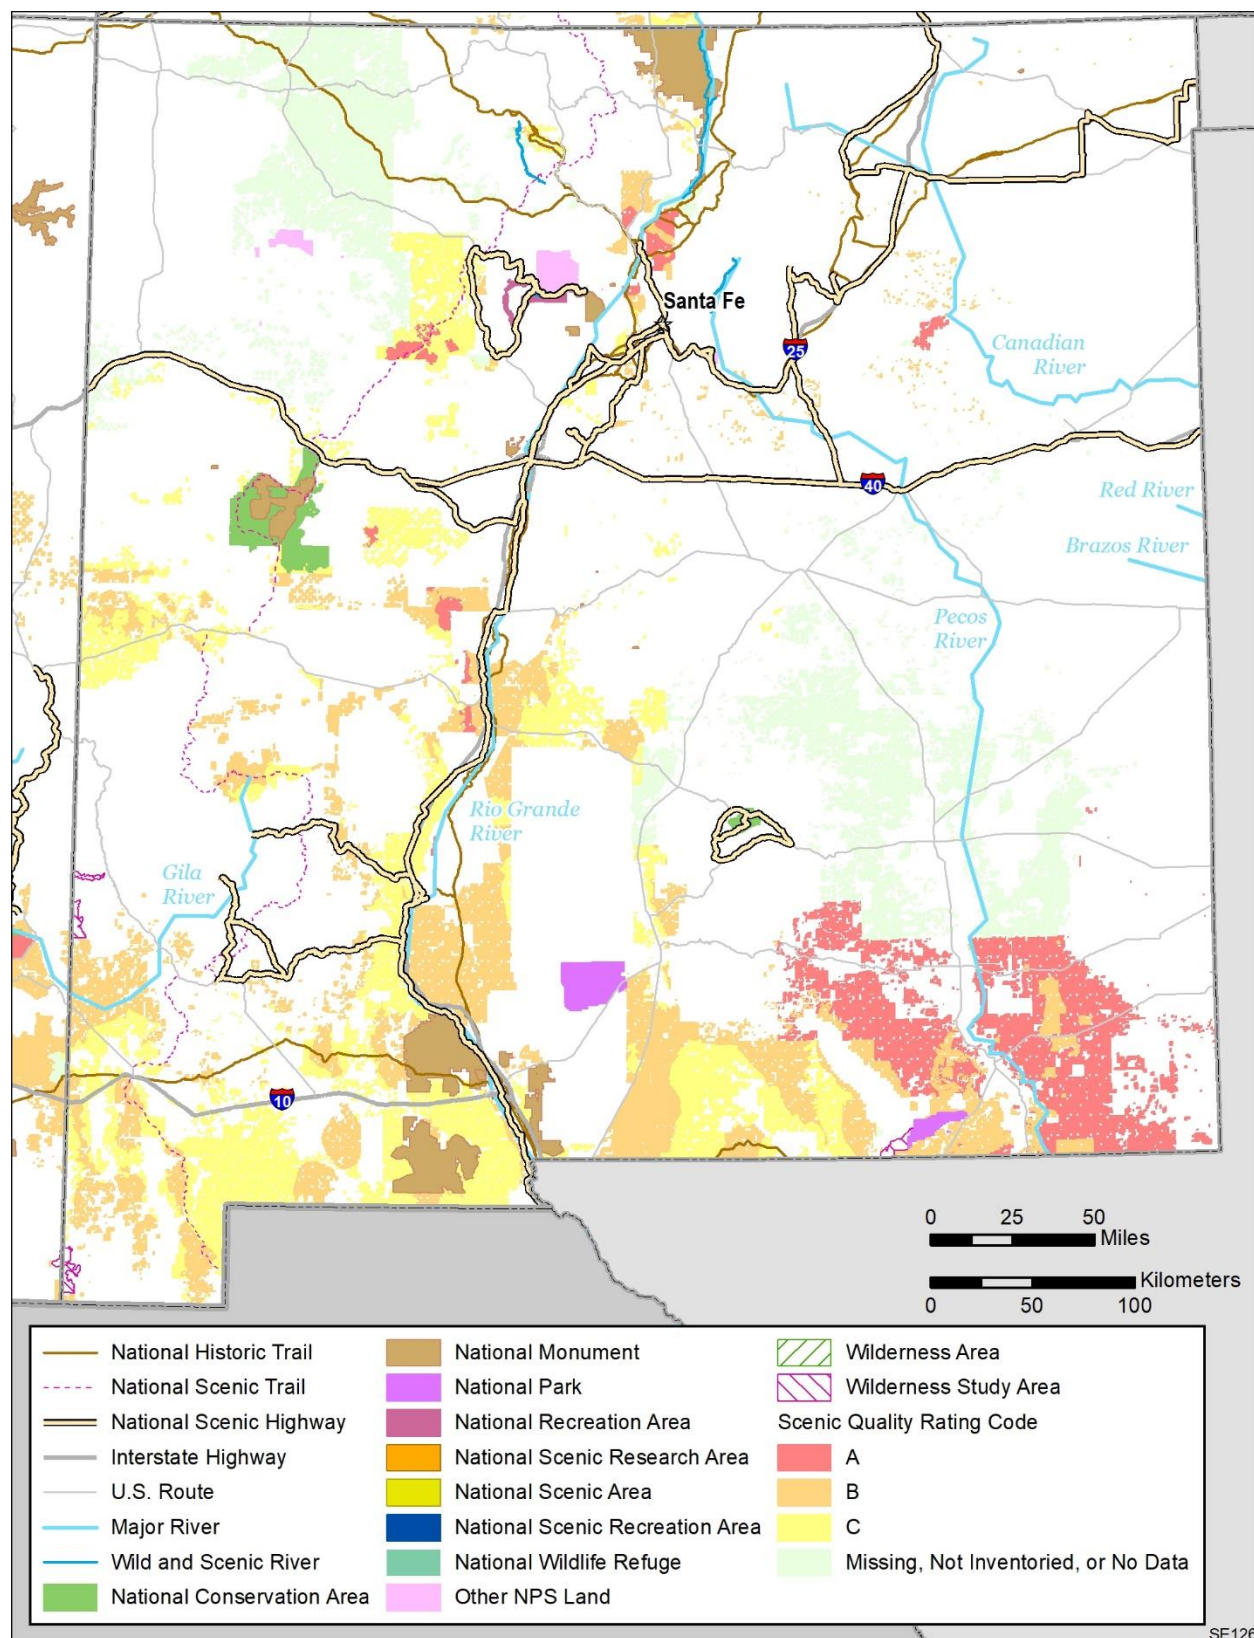 Santa Fe
25
Canadian
River
40
Red River
Brazos River
Pecos
River
Rio Grande
River
Gila
River
10
0 25 50
Miles
Kilometers
0 50 100
National Historic Trail
National Scenic Trail
National Scenic Highway
Interstate Highway
U.S. Route
Major River
Wild and Scenic River
National Conservation Area
National Monument
National Park
National Recreation Area
National Scenic Research Area
National Scenic Area
National Scenic Recreation Area
National Wildlife Refuge
Other NPS Land
Wilderness Area
Wilderness Study Area
Scenic Quality Rating Code
A
B
C
Missing, Not Inventoried, or No Data
SE126